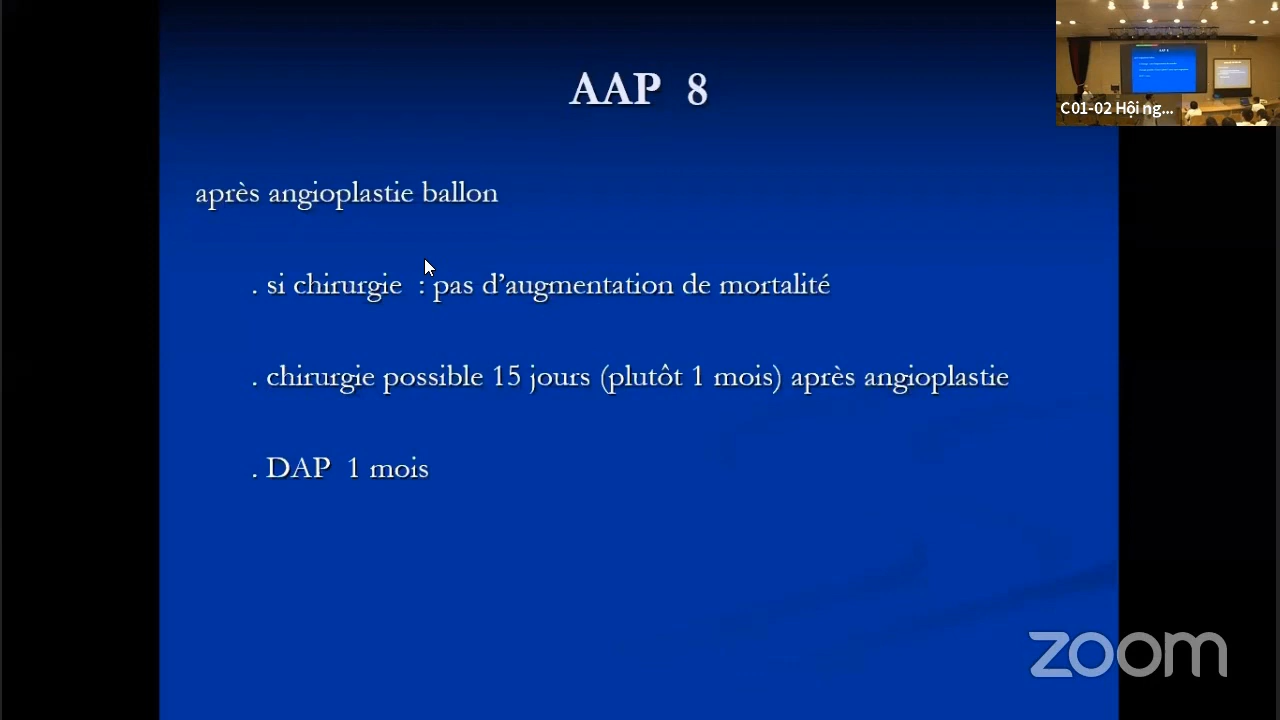 AAP 8
C01-02 Hội ng...
après angioplastie ballon
. si chirurgie : pas d'augmentation de mortalité
. chirurgie possible 15 jours (plutôt 1 mois) après angioplastie
. DAP 1 mois
zoom